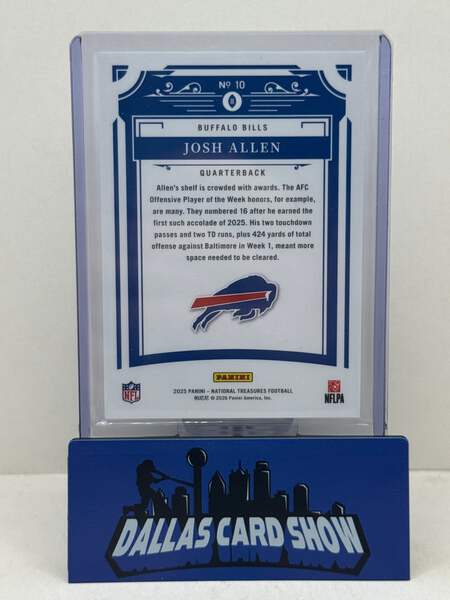 Nº 10
BUFFALO BILLS
JOSH ALLEN
QUARTERBACK
Allen's shelf is crowded with awards. The AFC
Offensive Player of the Week honors, for example,
are many. They numbered 16 after he earned the
first such accolade of 2025. His two touchdown
passes and two TD runs, plus 424 yards of total
offense against Baltimore in Week 1, meant more
space needed to be cleared.
PANINI
NFL
2025 PANINI - NATIONAL TREASURES FOOTBALL
© 2026 Panini America, Inc.
NFLPA
DALLAS CARD SHOW